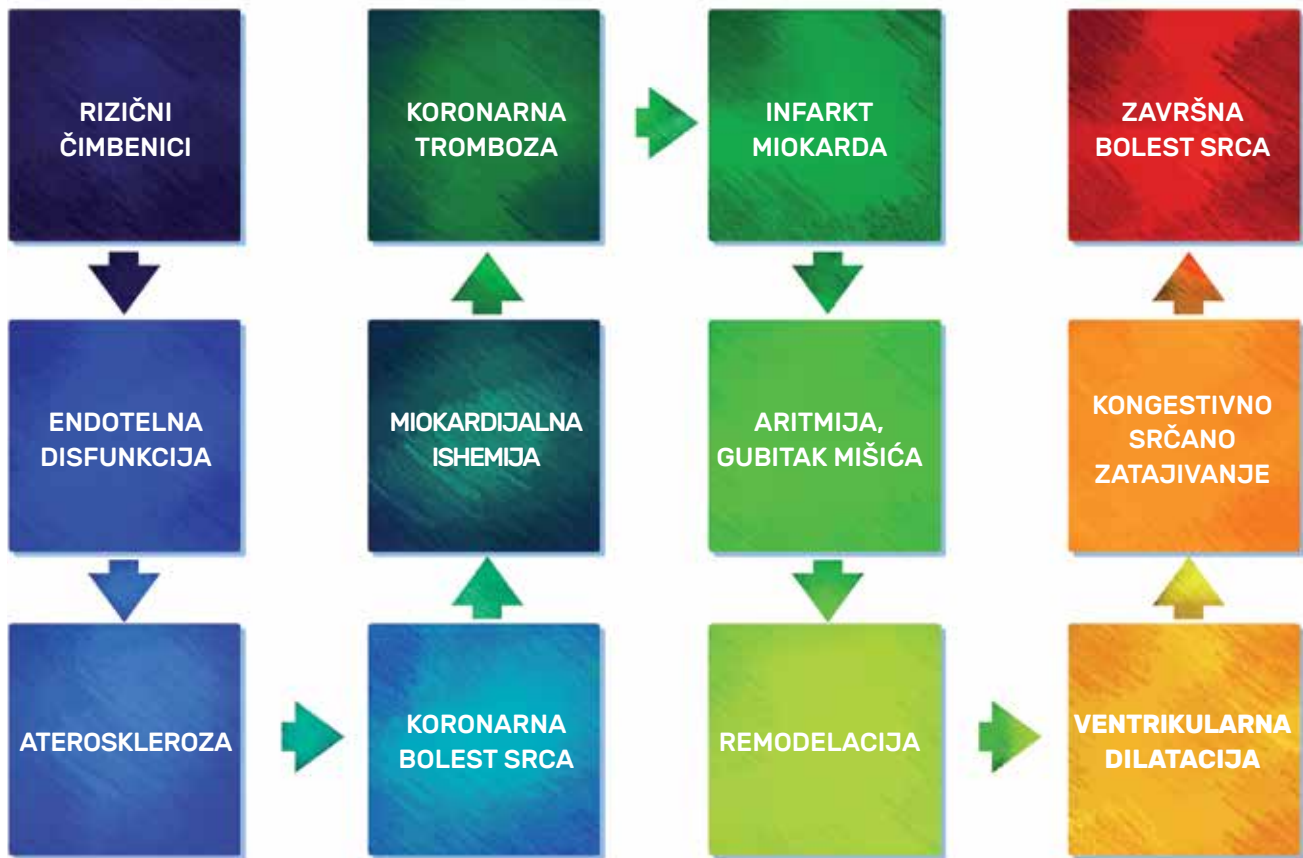 RIZIČNI
ČIMBENICI
ENDOTELNA
DISFUNKCIJA
ATEROSKLEROZA
KORONARNA
BOLEST SRCA
MIOKARDIJALNA
ISHEMIJA
KORONARNA
TROMBOZA
INFARKT
MIOKARDA
ARITMIJA,
GUBITAK MIŠIĆA
REMODELACIJA
VENTRIKULARNA
DILATACIJA
KONGESTIVNO
SRČANO
ZATAJIVANJE
ZAVRŠNA
BOLEST SRCA